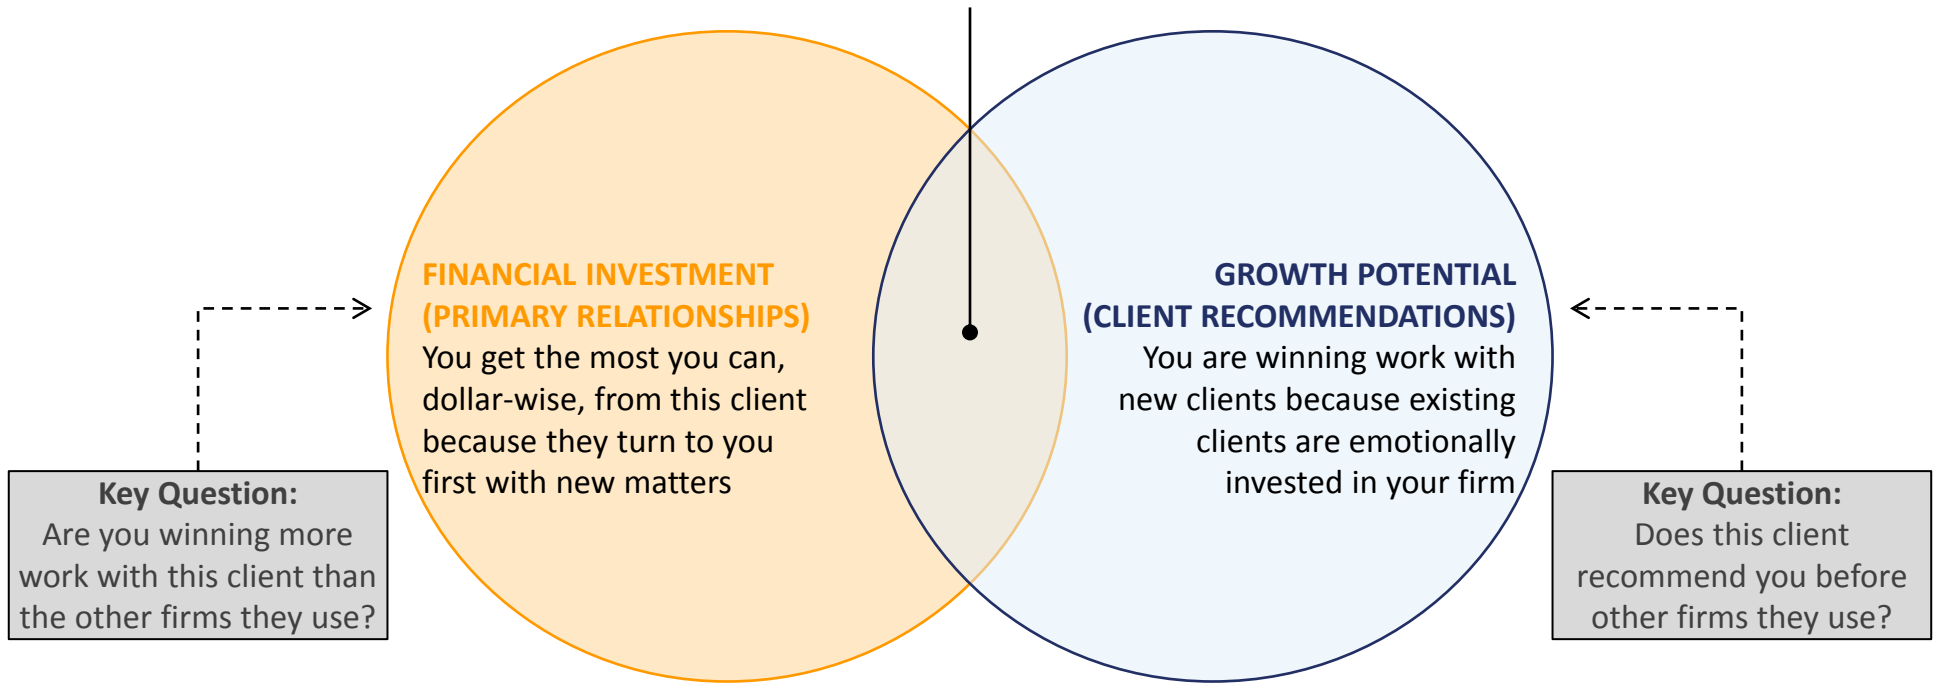 FINANCIAL INVESTMENT
(PRIMARY RELATIONSHIPS)
You get the most you can,
dollar-wise, from this client
because they turn to you
first with new matters
GROWTH POTENTIAL
(CLIENT RECOMMENDATIONS)
You are winning work with
new clients because existing
clients are emotionally
invested in your firm
Key Question:
Are you winning more
work with this client than
the other firms they use?
Key Question:
Does this client
recommend you before
other firms they use?